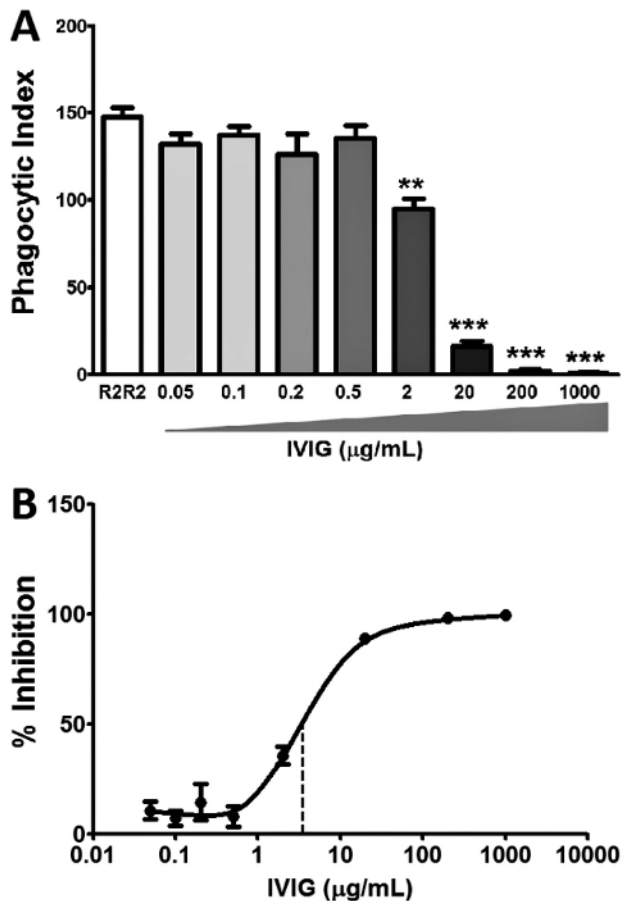 A
Phagocytic Index
200
150
100
50
0
**
***
***
***
R2R2 0.05 0.1 0.2 0.5 2 20 200 1000
IVIG (μg/mL)
B
% Inhibition
150
100
50
0
0.01 0.1 1 10 100 1000 10000
IVIG (μg/mL)